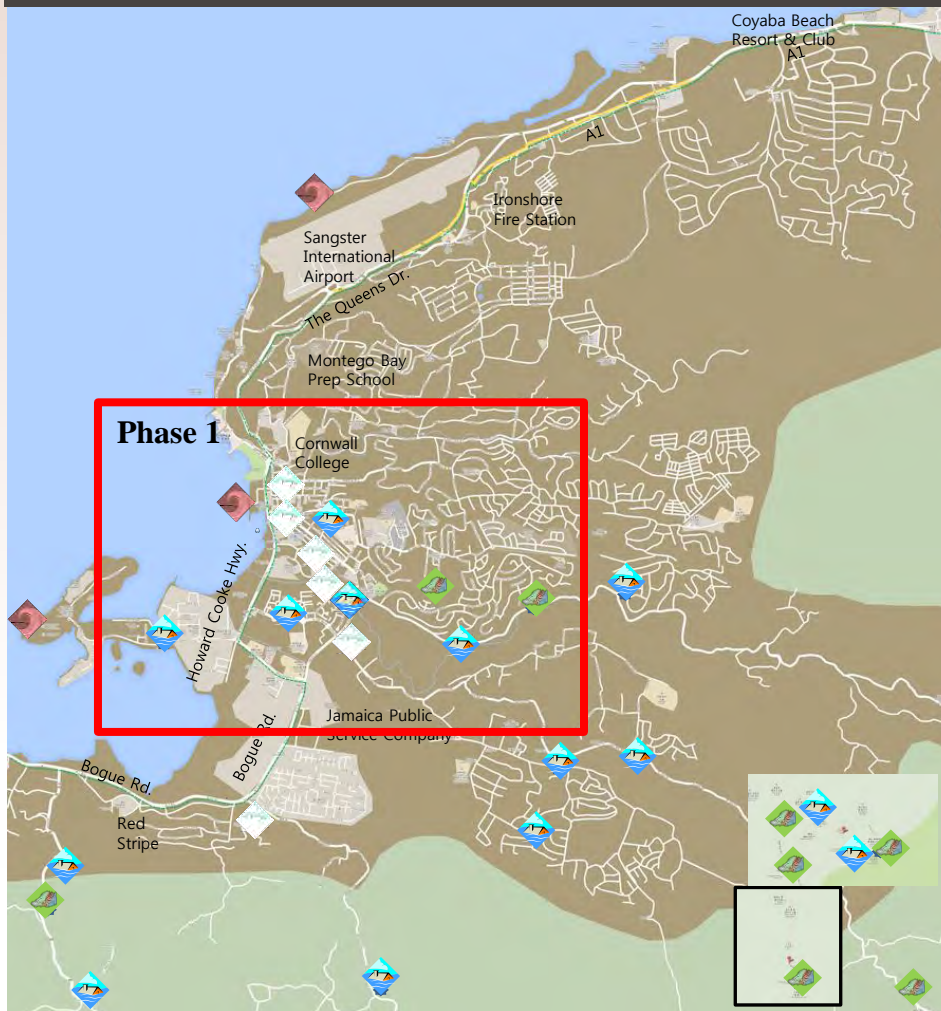 Coyaba Beach
Resort & Club
A1
A1
Ironshore
Fire Station
Sangster
International
Airport
The Queens Dr.
Montego Bay
Prep School
Phase 1
Cornwall
College
Howard Cooke Hwy.
Jamaica Public
Service Company
Bogue Rd.
Bogue Rd.
Red
Stripe